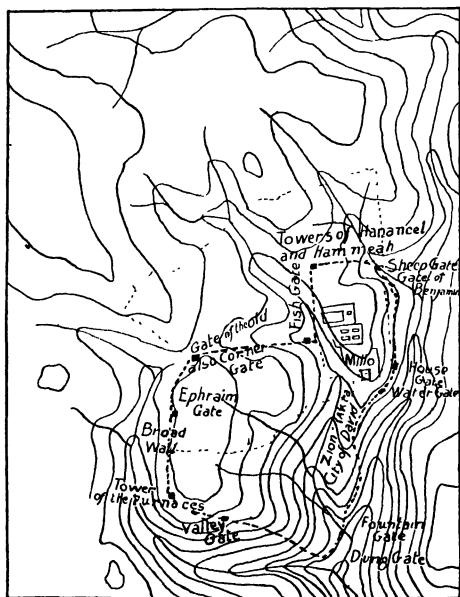 Towers of Hanancel
and Hammeah
Sheep Gate
Gate of
Benjamin
Fish Gate
Gate of the old
also Corner
Gate
Millo
House
Gate
Water Gate
Ephraim
Gate
Zion Akra
City of David
Broad
Wall
Tower
of the Furnaces
Valley
Gate
Fountain
Gate
Dung Gate